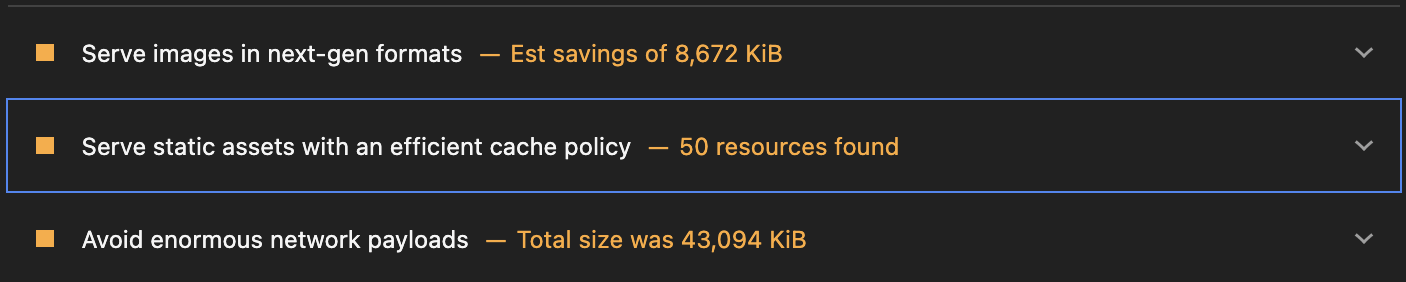 Serve images in next-gen formats — Est savings of 8,672 KiB
Serve static assets with an efficient cache policy — 50 resources found
Avoid enormous network payloads — Total size was 43,094 KiB